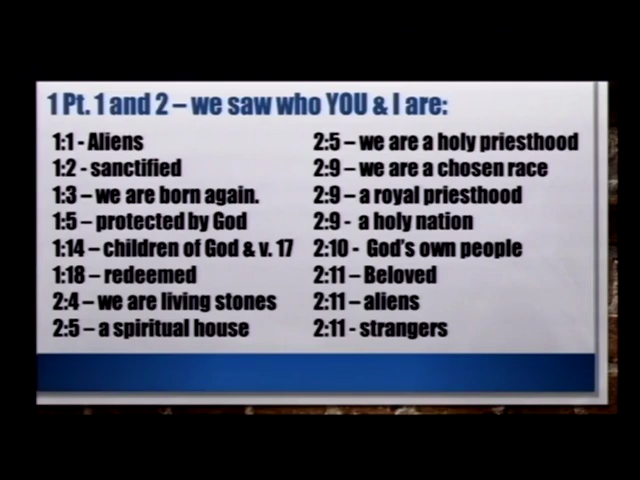 1 Pt. 1 and 2 – we saw who YOU & I are:
1:1 - Aliens
1:2 - sanctified
1:3 – we are born again.
1:5 – protected by God
1:14 – children of God & v. 17
1:18 – redeemed
2:4 – we are living stones
2:5 – a spiritual house
2:5 – we are a holy priesthood
2:9 – we are a chosen race
2:9 – a royal priesthood
2:9 - a holy nation
2:10 - God's own people
2:11 – Beloved
2:11 – aliens
2:11 - strangers